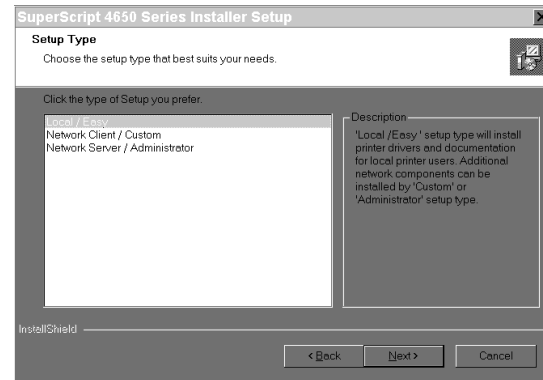 SuperScript 4650 Series Installer Setup
Setup Type
Choose the setup type that best suits your needs.
Click the type of Setup you prefer.
Local / Easy
Network Client / Custom
Network Server / Administrator
Description
'Local /Easy ' setup type will install
printer drivers and documentation
for local printer users. Additional
network components can be
installed by 'Custom' or
'Administrator' setup type.
InstallShield
< Back
Next >
Cancel